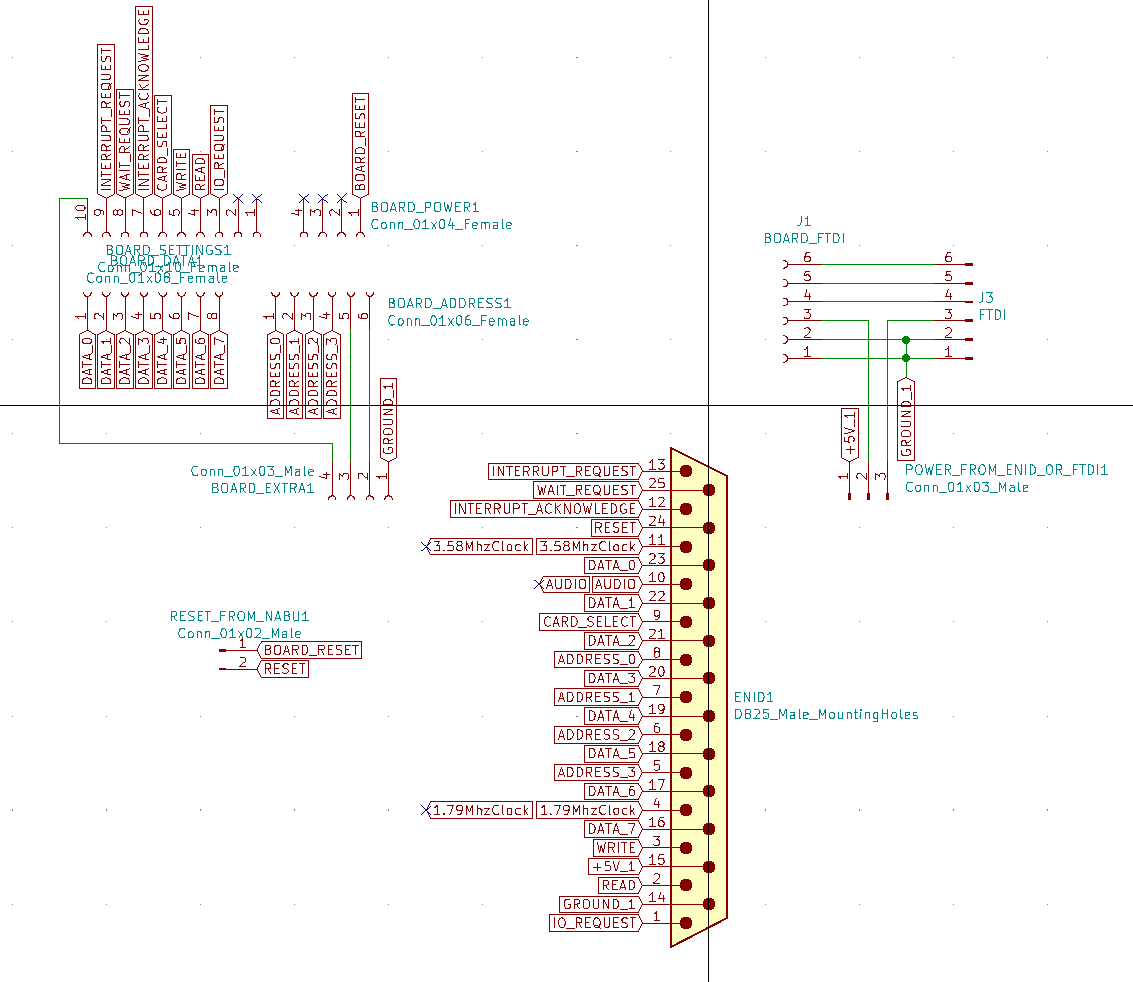 INTERRUPT_REQUEST
WAIT_REQUEST
INTERRUPT_ACKNOWLEDGE
CARD_SELECT
WRITE
READ
IO_REQUEST
BOARD_RESET
10 9 8 7 6 5 4 3 2 1
4 3 2 1
BOARD_POWER1
Conn_01x04_Female
BOARD_SETTINGS1
Conn_01x10_Female
BOARD_DATA1
Conn_01x06_Female
1 2 3 4 5 6 7 8
DATA_0
DATA_1
DATA_2
DATA_3
DATA_4
DATA_5
DATA_6
DATA_7
1 2 3 4 5 6
ADDRESS_0
ADDRESS_1
ADDRESS_2
ADDRESS_3
BOARD_ADDRESS1
Conn_01x06_Female
GROUND_1
Conn_01x03_Male
BOARD_EXTRA1
4 3 2 1
J1
BOARD_FTDI
6 6
5 5
4 4
3 3
2 2
1 1
J3
FTDI
+5V_1
GROUND_1
1 2 3
POWER_FROM_ENID_OR_FTDI1
Conn_01x03_Male
INTERRUPT_REQUEST 13
WAIT_REQUEST 25
INTERRUPT_ACKNOWLEDGE 12
RESET 24
3.58MhzClock 3.58MhzClock 11
DATA_0 23
AUDIO AUDIO 10
DATA_1 22
CARD_SELECT 9
DATA_2 21
ADDRESS_0 8
DATA_3 20
ADDRESS_1 7
DATA_4 19
ADDRESS_2 6
DATA_5 18
ADDRESS_3 5
DATA_6 17
1.79MhzClock 1.79MhzClock 4
DATA_7 16
WRITE 3
+5V_1 15
READ 2
GROUND_1 14
IO_REQUEST 1
ENID1
DB25_Male_MountingHoles
RESET_FROM_NABU1
Conn_01x02_Male
1 BOARD_RESET
2 RESET